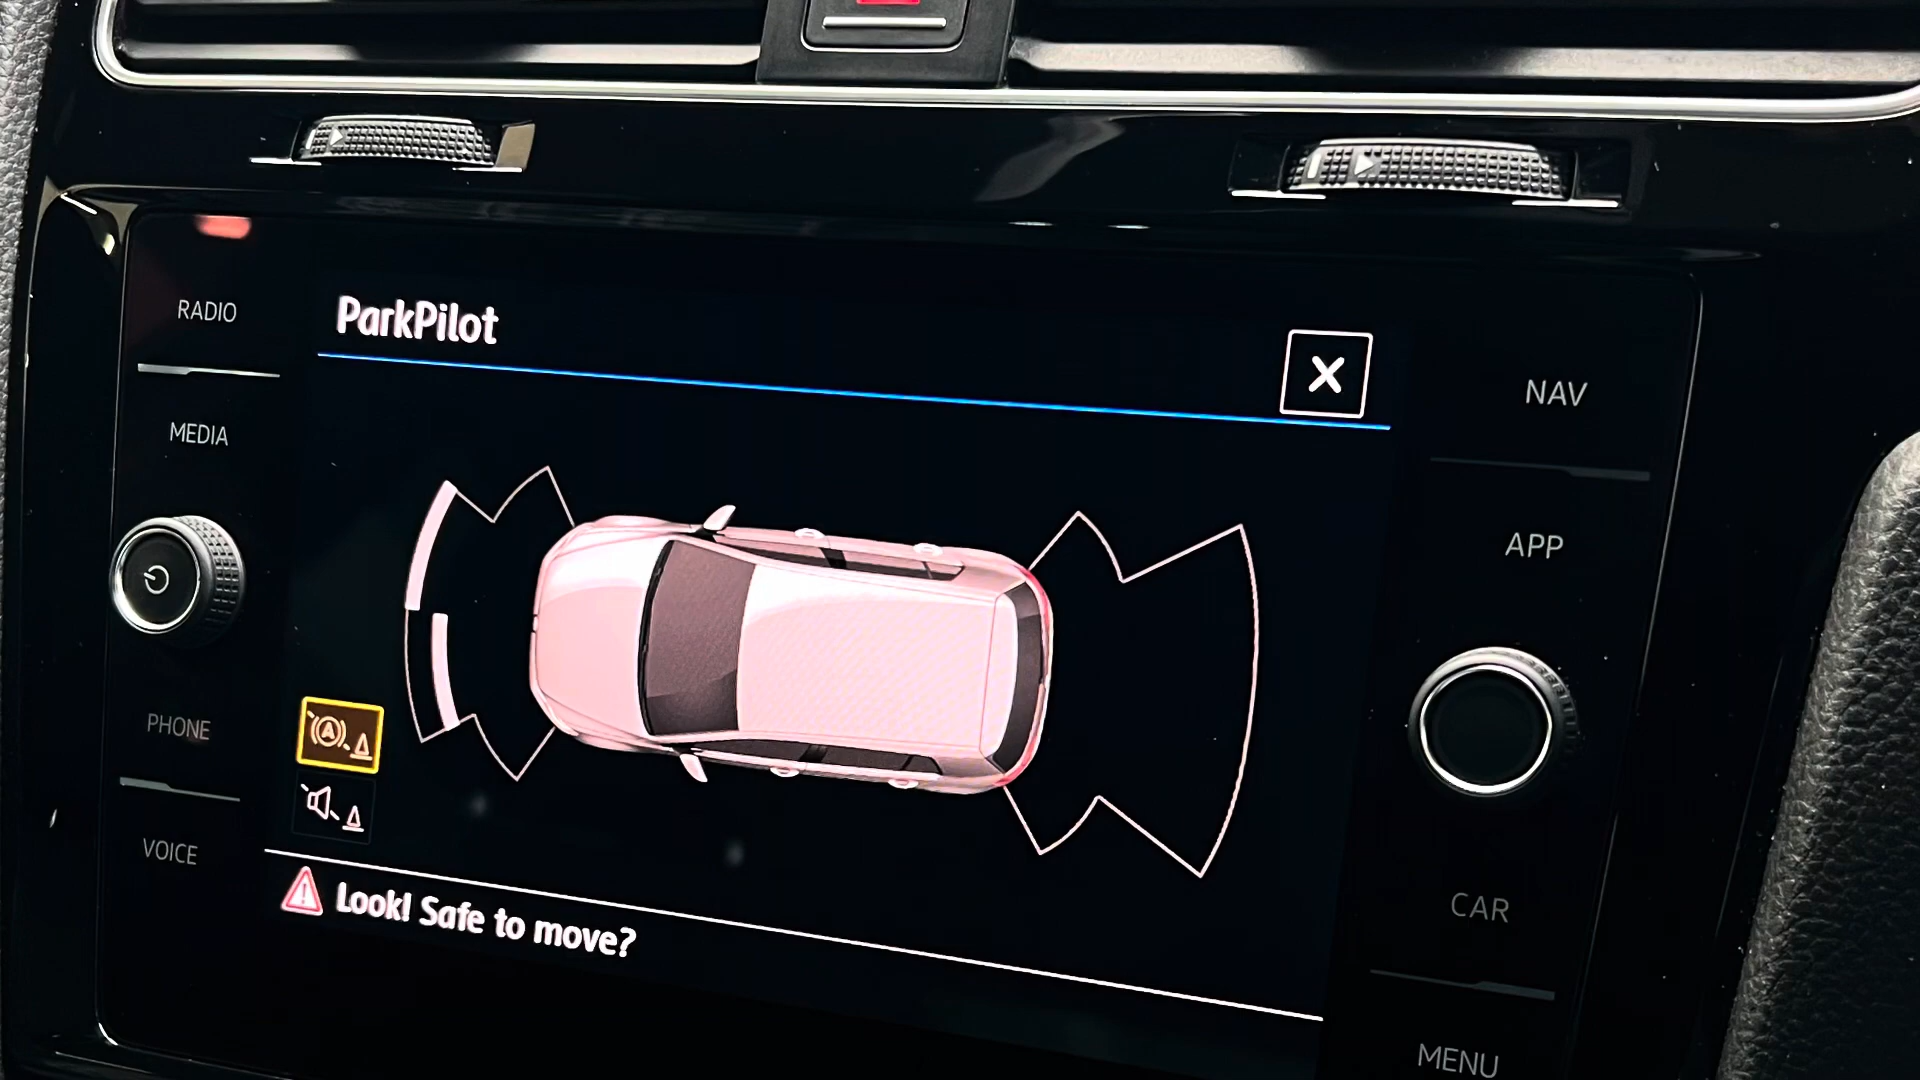 RADIO
MEDIA
PHONE
VOICE
ParkPilot
X
A
Look! Safe to move?
NAV
APP
CAR
MENU